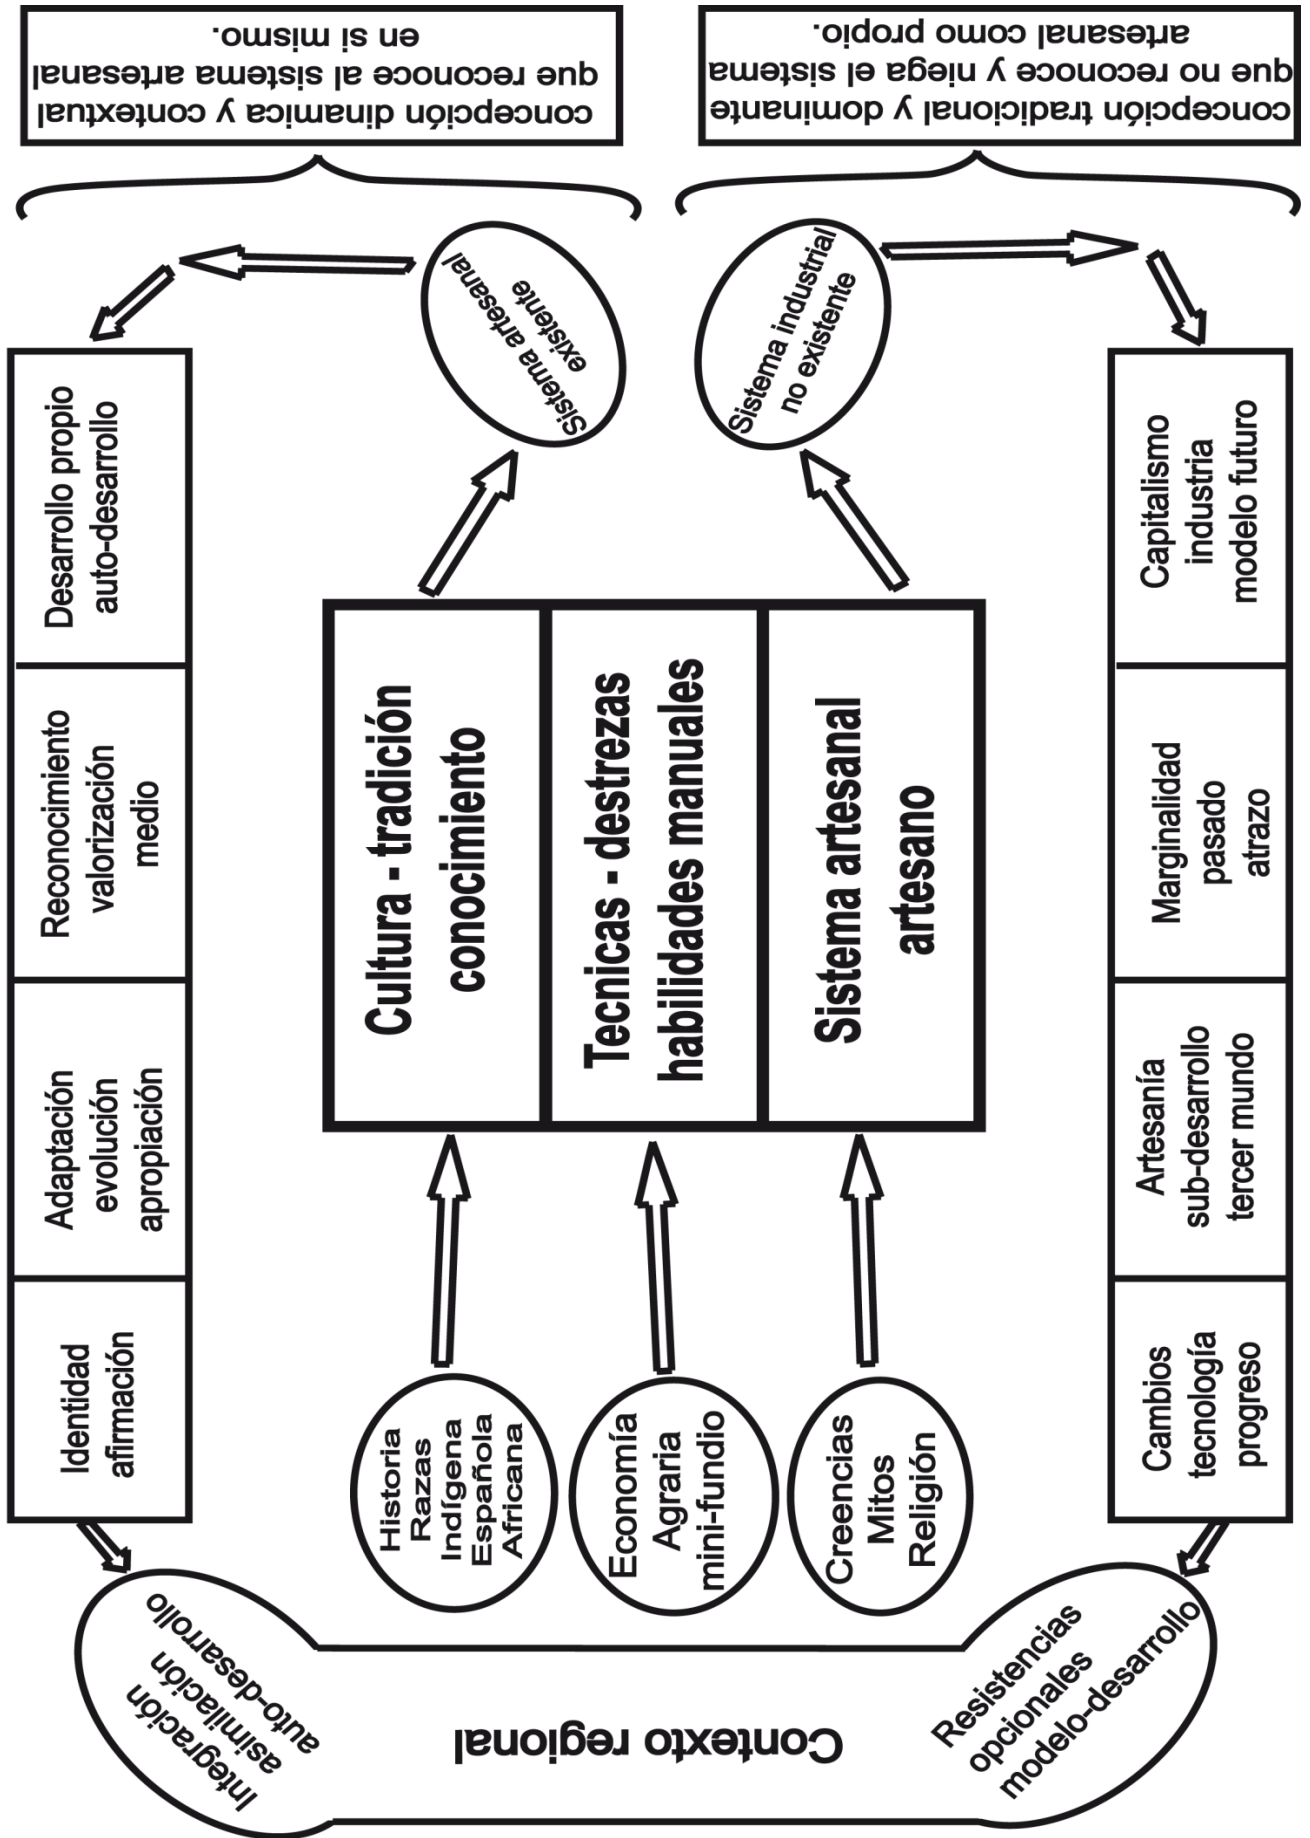 Identidad
afirmación
Adaptación
evolución
apropiación
Reconocimiento
valorización
medio
Desarrollo propio
auto-desarrollo
concepción dinamica y contextual
que reconoce al sistema artesanal
en si mismo.
Integración
asimilación
auto-desarrollo
Contexto regional
Resistencias
opcionales
modelo-desarrollo
Historia
Razas
Indígena
Española
Africana
Economía
Agraria
mini-fundio
Creencias
Mitos
Religión
Cultura - tradición
conocimiento
Tecnicas - destrezas
habilidades manuales
Sistema artesanal
artesano
Sistema artesanal
existente
Sistema industrial
no existente
concepción tradicional y dominante
que no reconoce y niega el sistema
artesanal como propio.
Cambios
tecnología
progreso
Artesanía
sub-desarrollo
tercer mundo
Marginalidad
pasado
atrazo
Capitalismo
industria
modelo futuro